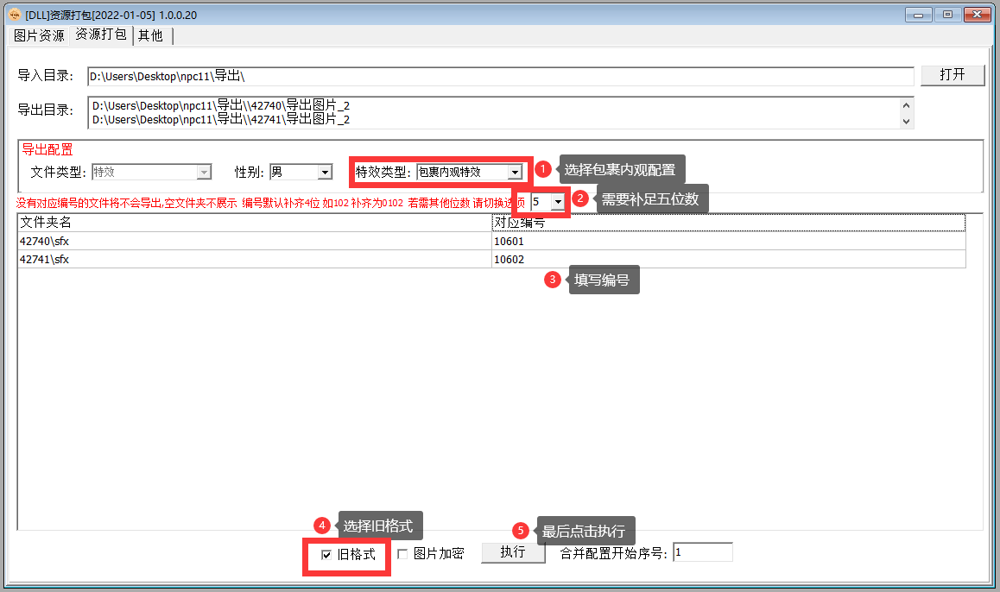 [DLL]资源打包[2022-01-05] 1.0.0.20
图片资源 资源打包 其他
导入目录: D:\Users\Desktop\npc11\导出\ 打开
导出目录: D:\Users\Desktop\npc11\导出\\42740\导出图片_2
D:\Users\Desktop\npc11\导出\\42741\导出图片_2
导出配置
文件类型: 特效 性别: 男 特效类型: 包裹内观特效 1 选择包裹内观配置
没有对应编号的文件将不会导出,空文件夹不展示 编号默认补齐4位 如102 补齐为0102 若需其他位数 请切换选项 5 2 需要补足五位数
文件夹名 对应编号
42740\sfx 10601
42741\sfx 10602
3 填写编号
4 选择旧格式 5 最后点击执行
旧格式 图片加密 执行 合并配置开始序号: 1